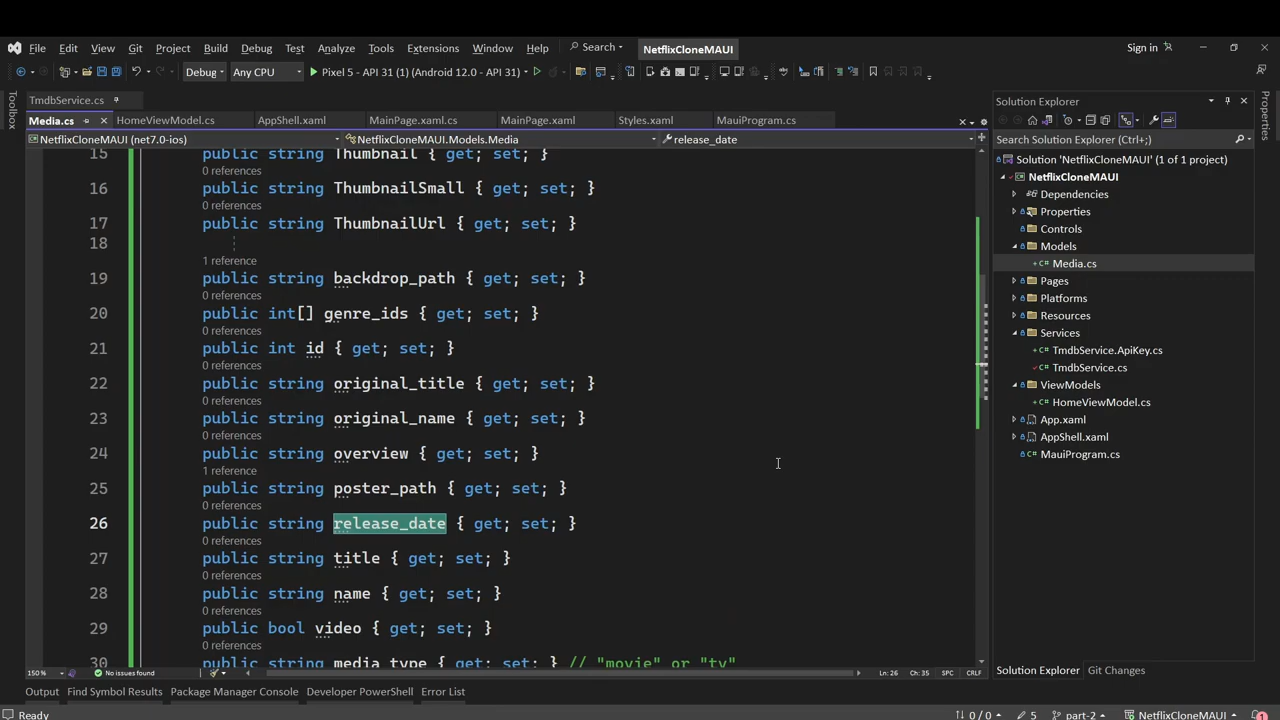 File Edit View Git Project Build Debug Test Analyze Tools Extensions Window Help Search NetflixCloneMAUI Sign in
Debug Any CPU Pixel 5 - API 31 (1) (Android 12.0 - API 31)
Toolbox
TmdbService.cs
Media.cs HomeViewModel.cs AppShell.xaml MainPage.xaml.cs MainPage.xaml Styles.xaml MauiProgram.cs
NetflixCloneMAUI (net7.0-ios) NetflixCloneMAUI.Models.Media release_date
15 public string Thumbnail { get; set; }
0 references
16 public string ThumbnailSmall { get; set; }
0 references
17 public string ThumbnailUrl { get; set; }
18
1 reference
19 public string backdrop_path { get; set; }
0 references
20 public int[] genre_ids { get; set; }
0 references
21 public int id { get; set; }
0 references
22 public string original_title { get; set; }
0 references
23 public string original_name { get; set; }
0 references
24 public string overview { get; set; }
1 reference
25 public string poster_path { get; set; }
0 references
26 public string release_date { get; set; }
0 references
27 public string title { get; set; }
0 references
28 public string name { get; set; }
0 references
29 public bool video { get; set; }
0 references
30 public string media_type { get; set; } // "movie" or "tv"
150 % No issues found Ln: 26 Ch: 35 SPC CRLF
Output Find Symbol Results Package Manager Console Developer PowerShell Error List
Solution Explorer
Search Solution Explorer (Ctrl+;)
Solution 'NetflixCloneMAUI' (1 of 1 project)
NetflixCloneMAUI
Dependencies
Properties
Controls
Models
Media.cs
Pages
Platforms
Resources
Services
TmdbService.ApiKey.cs
TmdbService.cs
ViewModels
HomeViewModel.cs
App.xaml
AppShell.xaml
MauiProgram.cs
Solution Explorer Git Changes
Properties
Ready 0 / 0 5 part-2 NetflixCloneMAUI 1